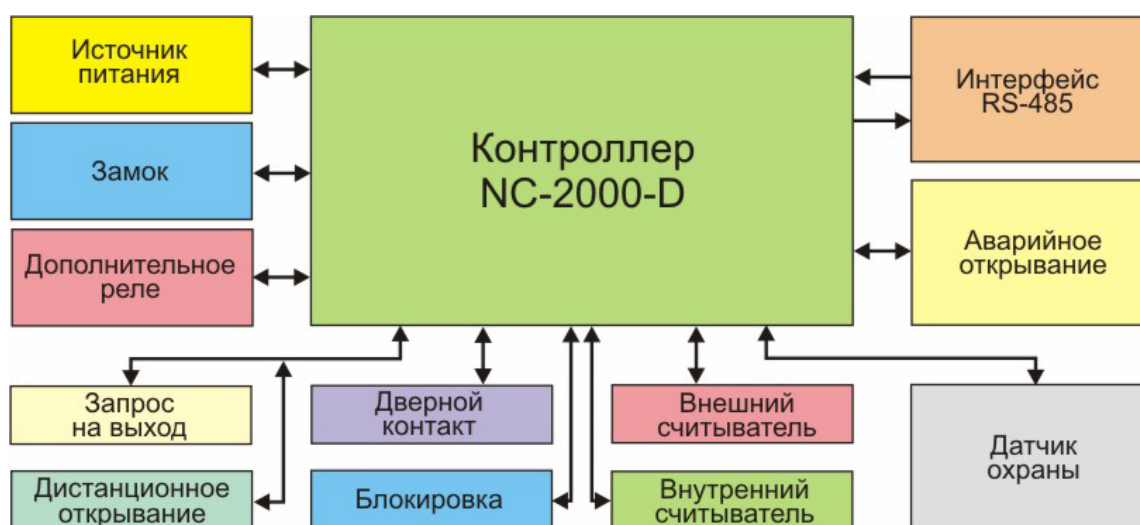 Источник
питания
Замок
Дополнительное
реле
Контроллер
NC-2000-D
Интерфейс
RS-485
Аварийное
открывание
Запрос
на выход
Дверной
контакт
Внешний
считыватель
Датчик
охраны
Дистанционное
открывание
Блокировка
Внутренний
считыватель